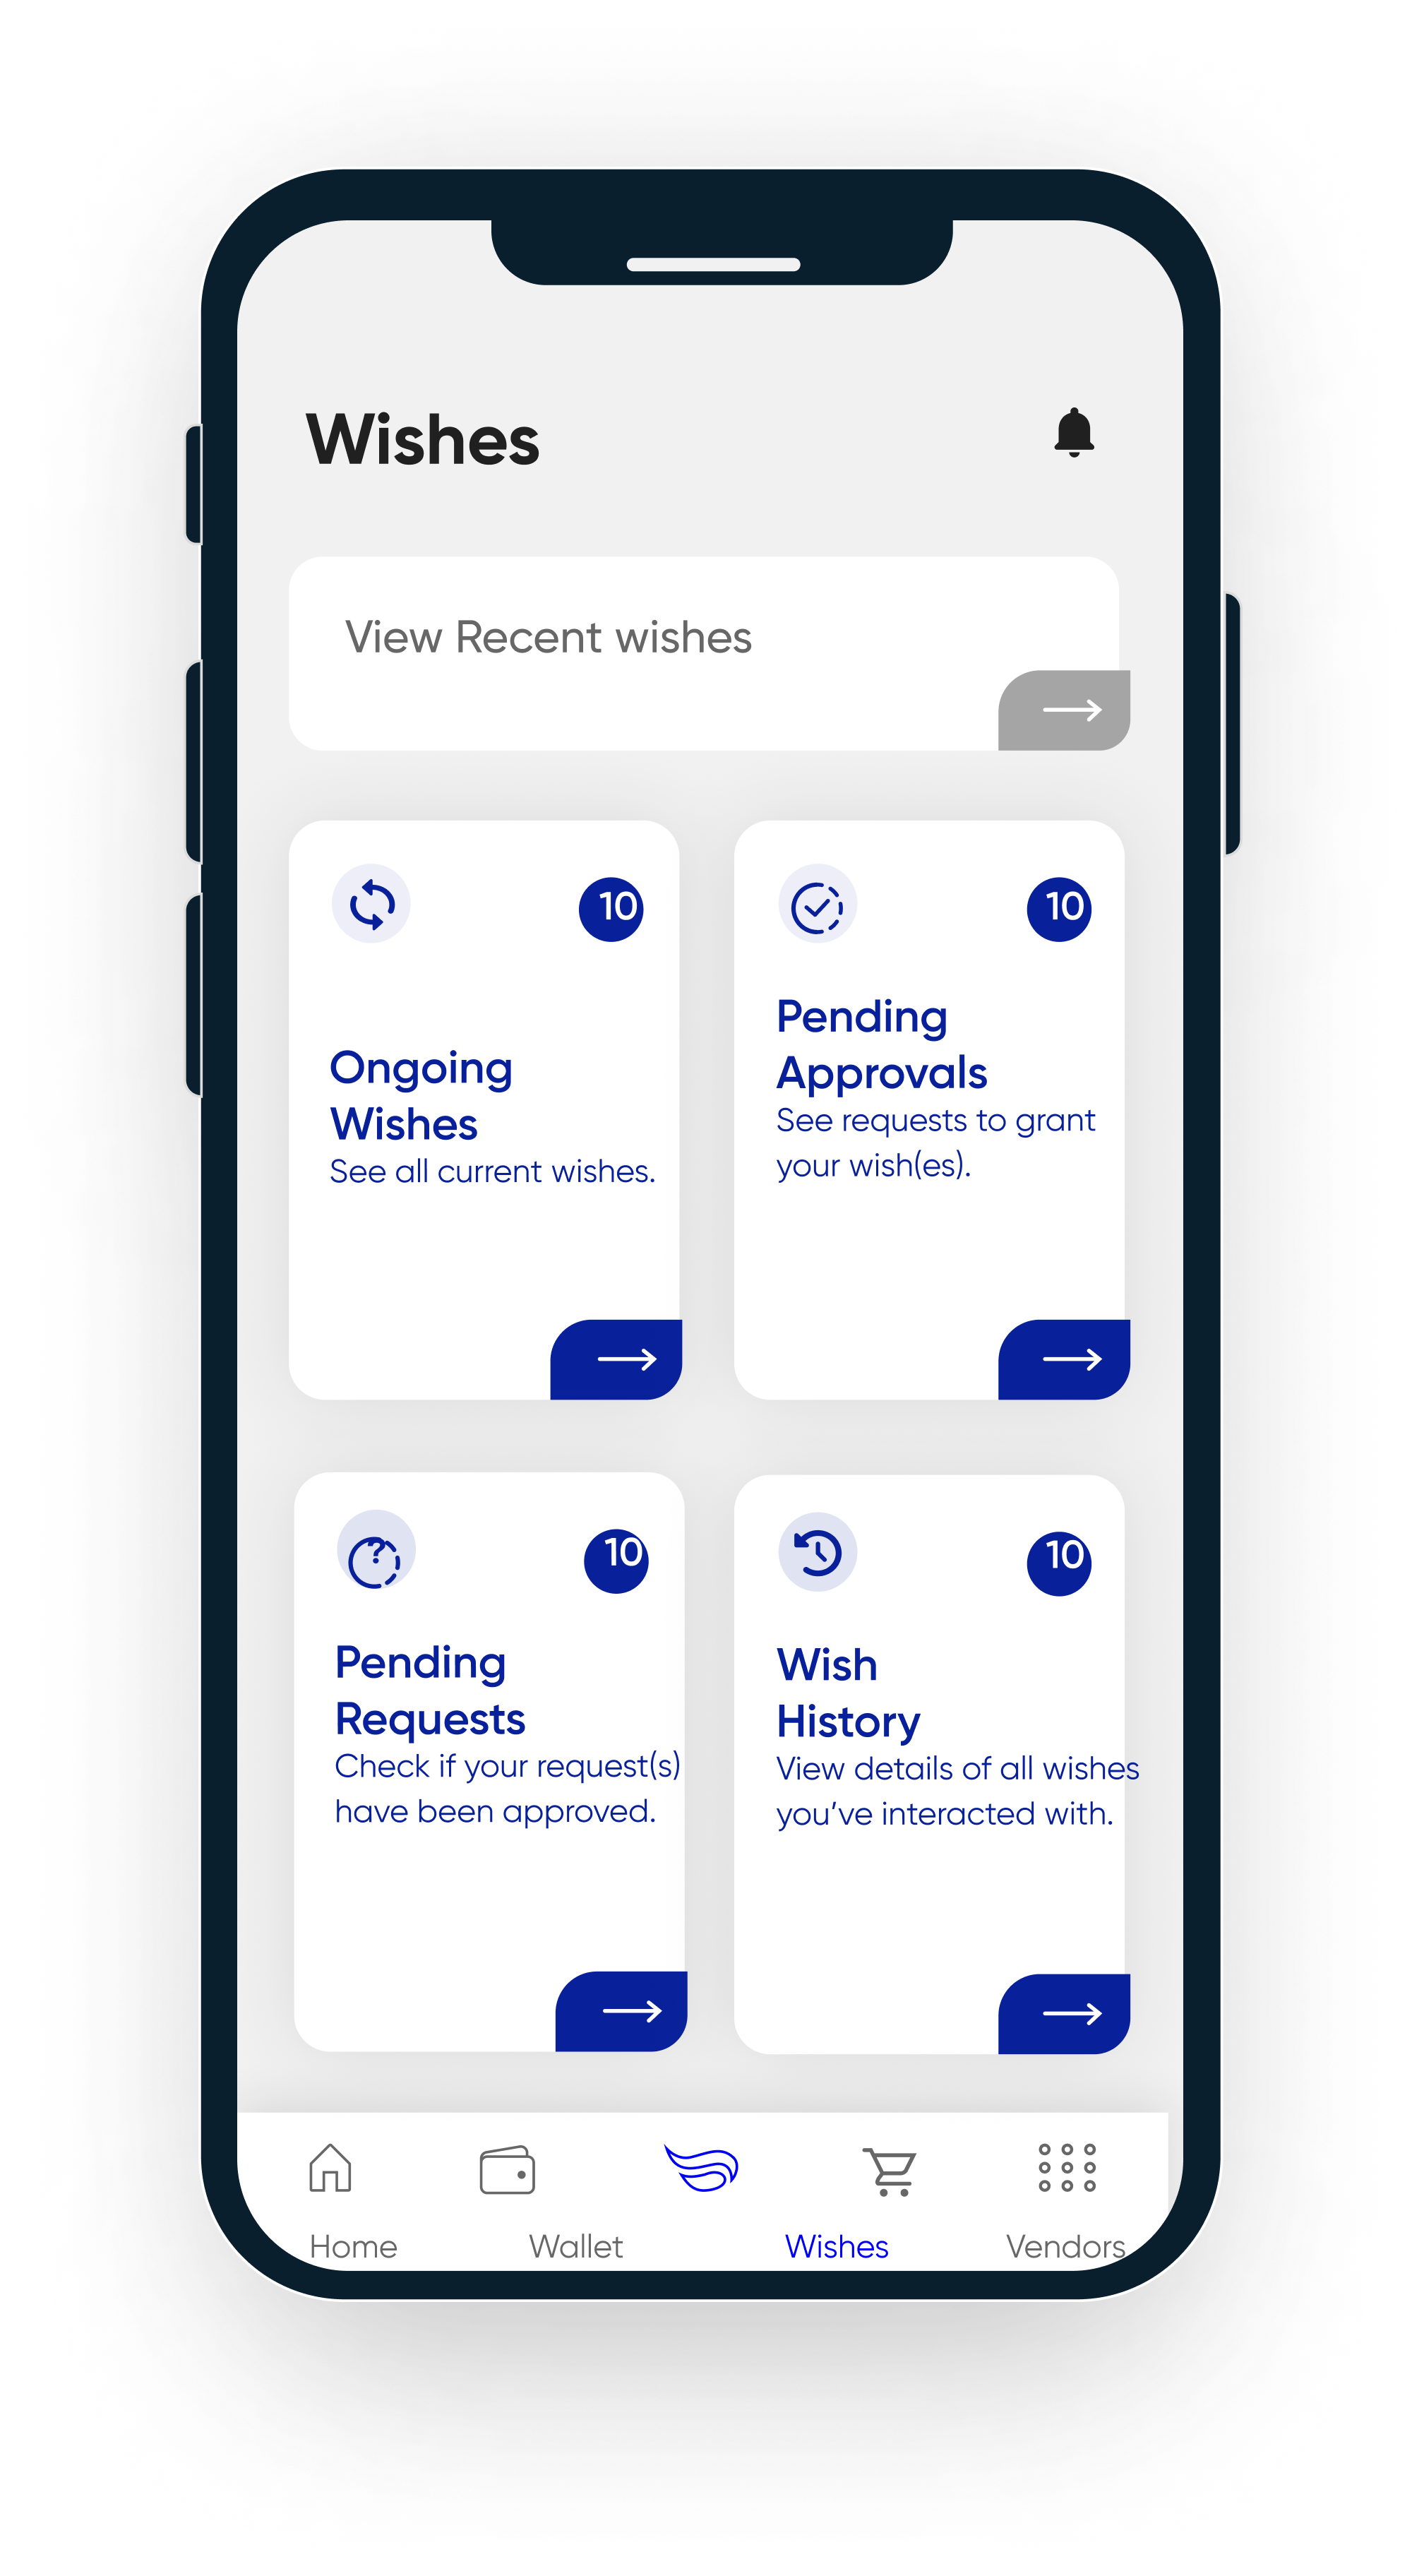 Wishes
View Recent wishes
10
Ongoing
Wishes
See all current wishes.
10
Pending
Approvals
See requests to grant
your wish(es).
10
Pending
Requests
Check if your request(s)
have been approved.
10
Wish
History
View details of all wishes
you’ve interacted with.
Home Wallet Wishes Vendors